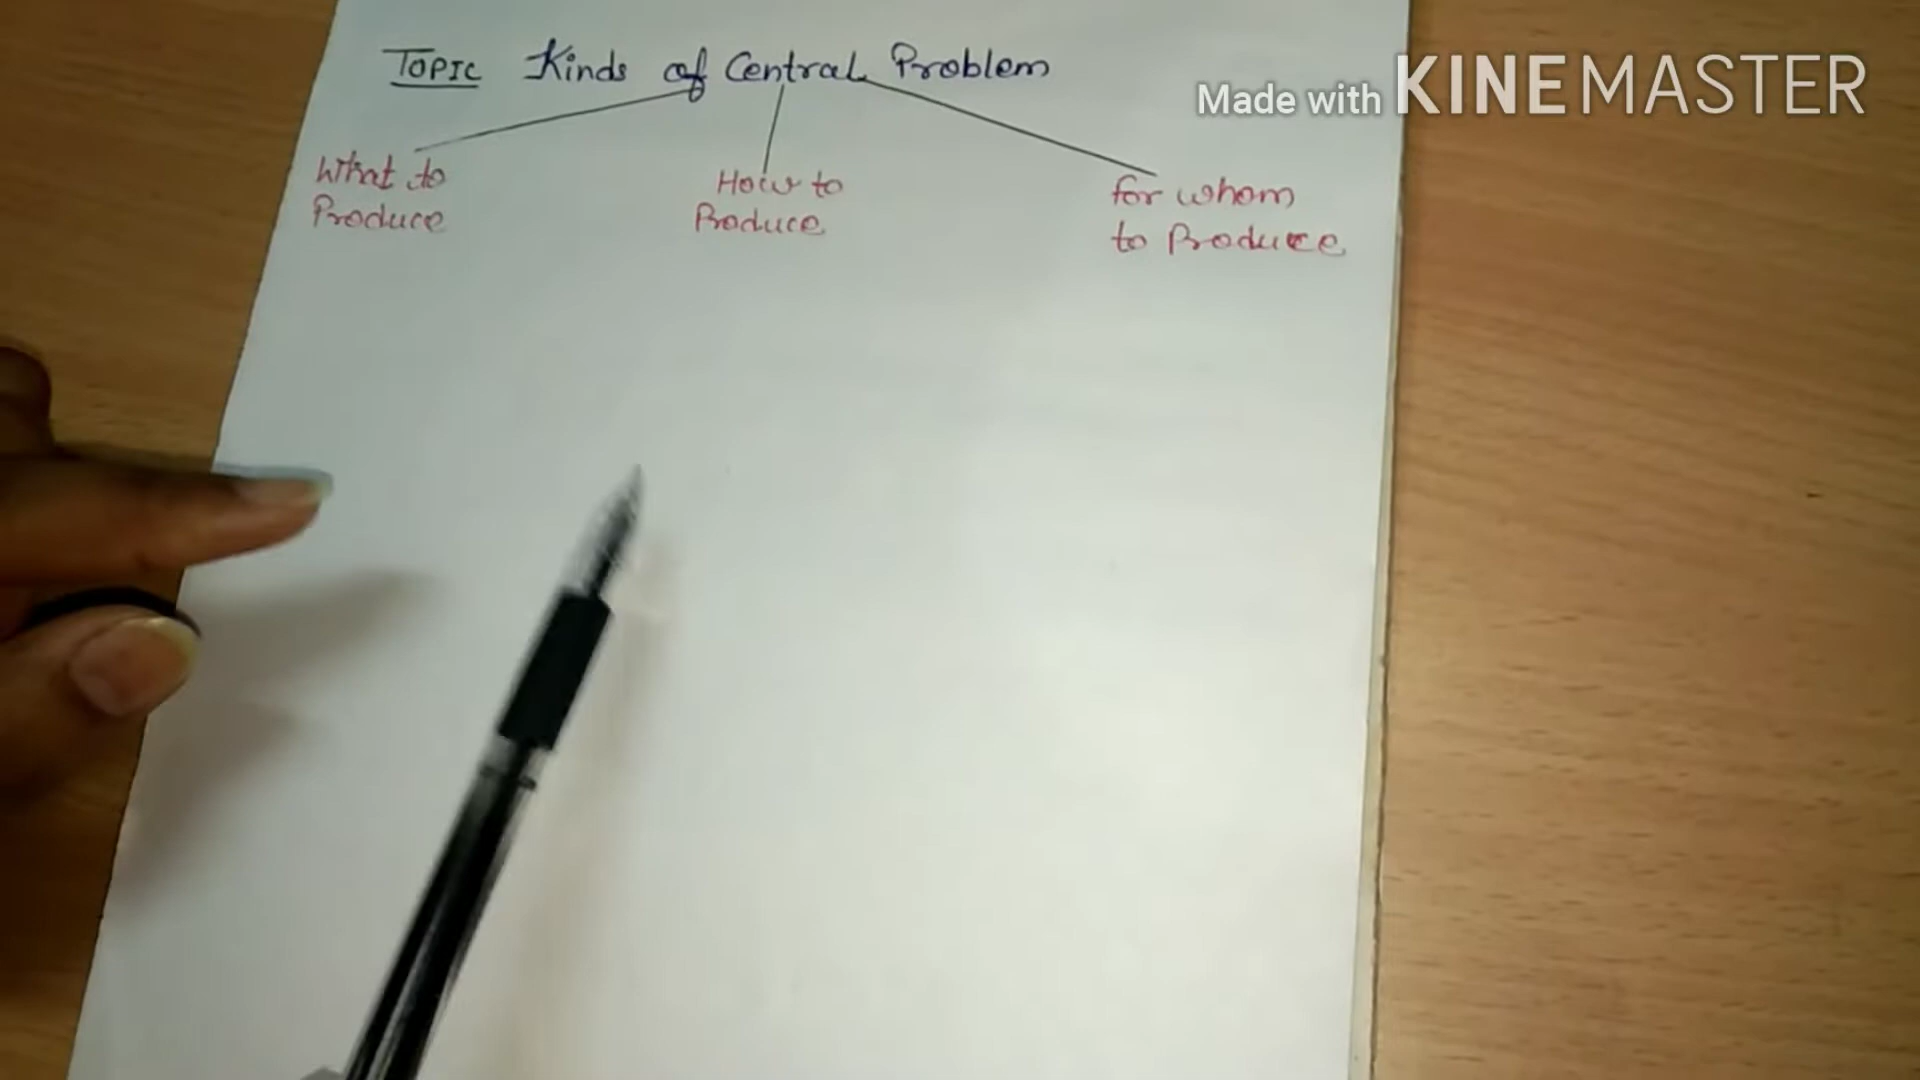 TOPIC Kinds of Central Problem
Made with KINEMASTER
What to
Produce
How to
Produce
for whom
to Produce